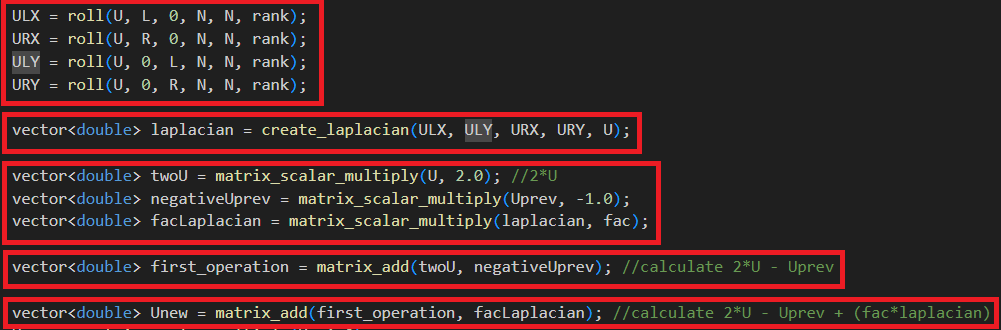 ULX = roll(U, L, 0, N, N, rank);
URX = roll(U, R, 0, N, N, rank);
ULY = roll(U, 0, L, N, N, rank);
URY = roll(U, 0, R, N, N, rank);
vector<double> laplacian = create_laplacian(ULX, ULY, URX, URY, U);
vector<double> twoU = matrix_scalar_multiply(U, 2.0); //2*U
vector<double> negativeUprev = matrix_scalar_multiply(Uprev, -1.0);
vector<double> facLaplacian = matrix_scalar_multiply(laplacian, fac);
vector<double> first_operation = matrix_add(twoU, negativeUprev); //calculate 2*U - Uprev
vector<double> Unew = matrix_add(first_operation, facLaplacian); //calculate 2*U - Uprev + (fac*laplacian)